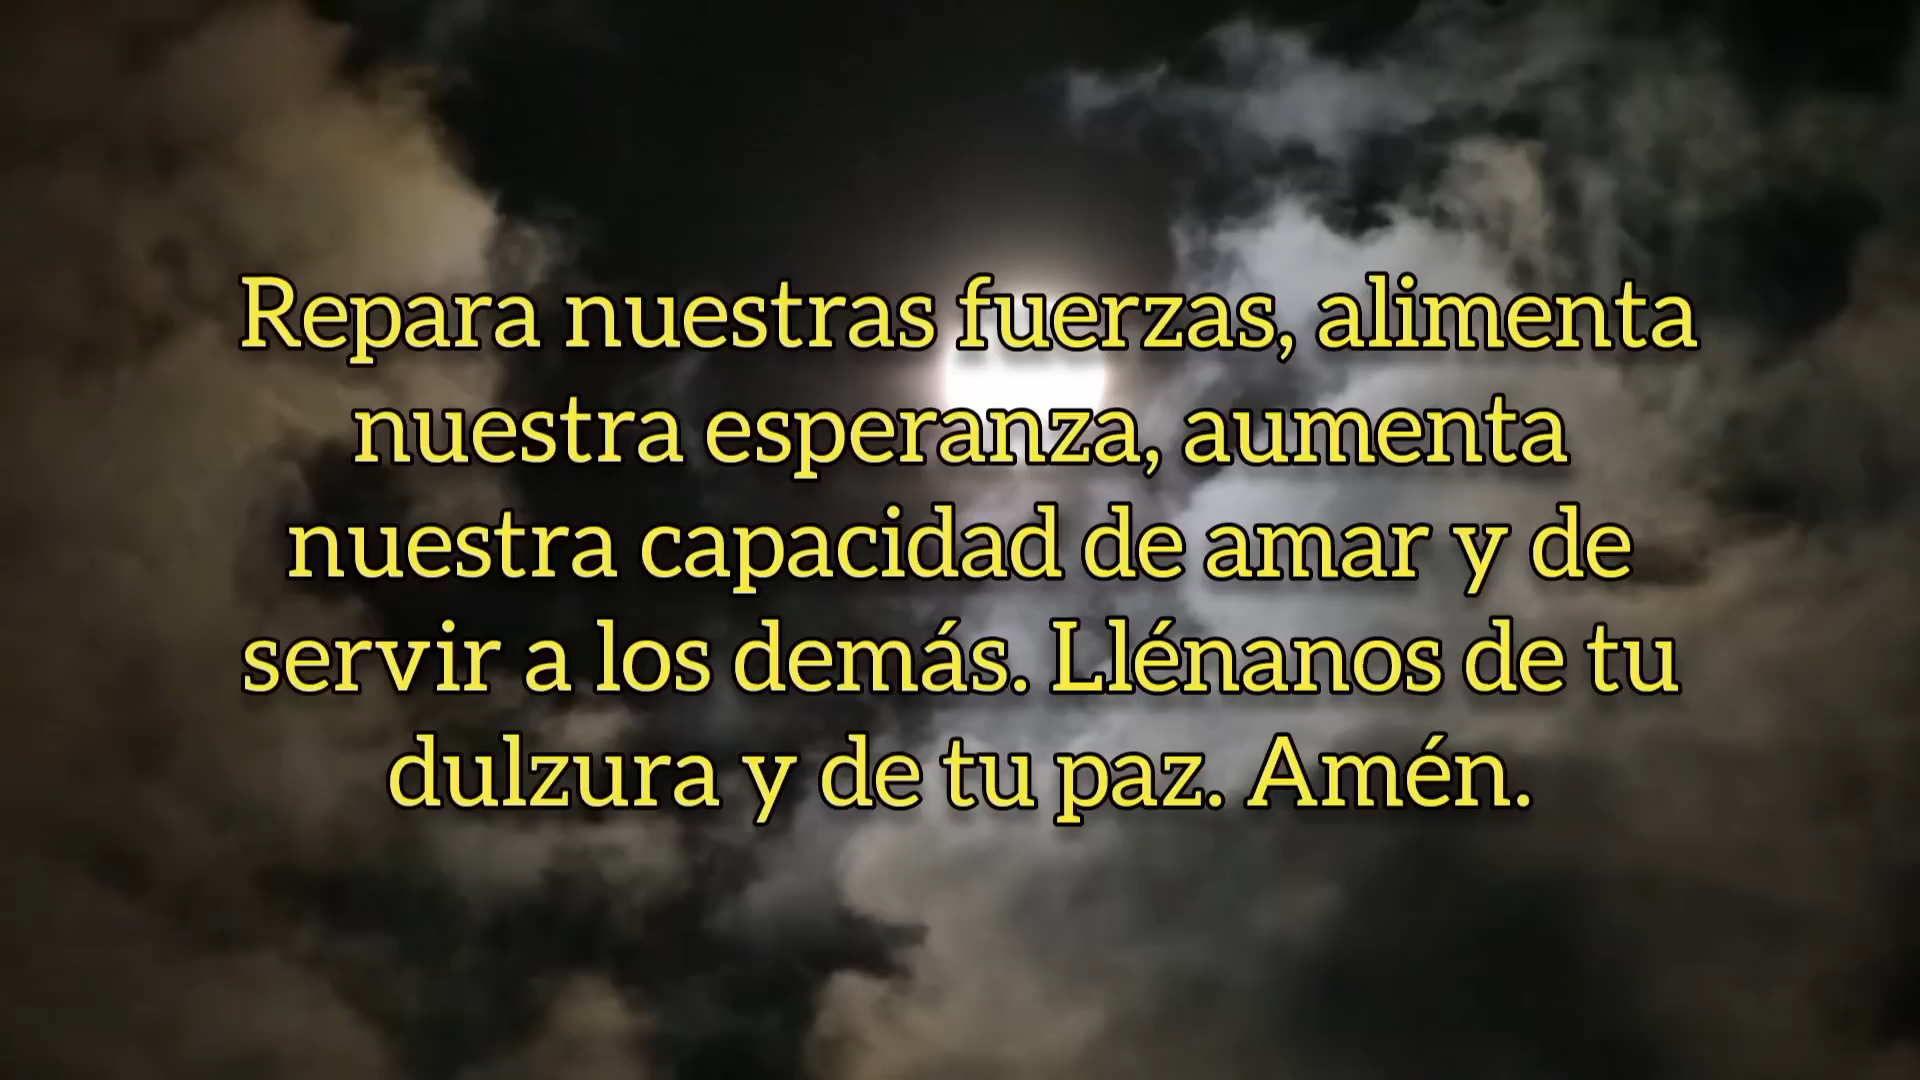 Repara nuestras fuerzas, alimenta
nuestra esperanza, aumenta
nuestra capacidad de amar y de
servir a los demás. Llénanos de tu
dulzura y de tu paz. Amén.